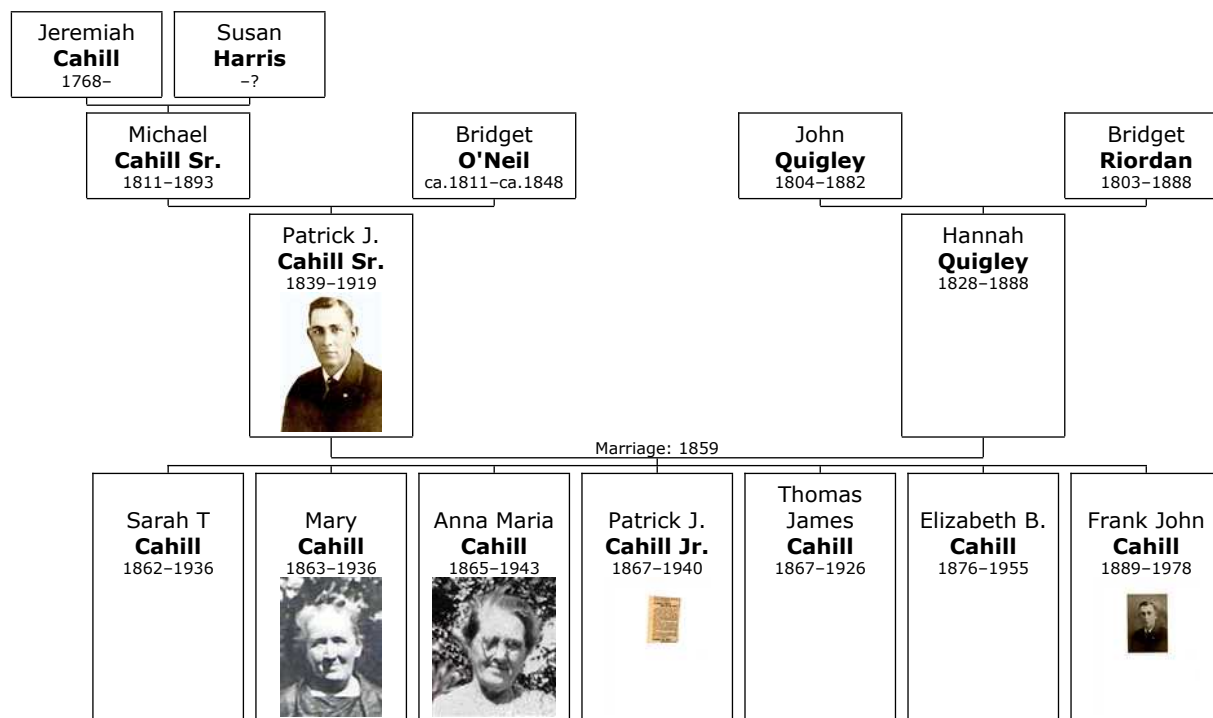 Jeremiah
Cahill
1768–
Susan
Harris
–?
Michael
Cahill Sr.
1811–1893
Bridget
O'Neil
ca.1811–ca.1848
John
Quigley
1804–1882
Bridget
Riordan
1803–1888
Patrick J.
Cahill Sr.
1839–1919
Hannah
Quigley
1828–1888
Marriage: 1859
Sarah T
Cahill
1862–1936
Mary
Cahill
1863–1936
Anna Maria
Cahill
1865–1943
Patrick J.
Cahill Jr.
1867–1940
Thomas
James
Cahill
1867–1926
Elizabeth B.
Cahill
1876–1955
Frank John
Cahill
1889–1978